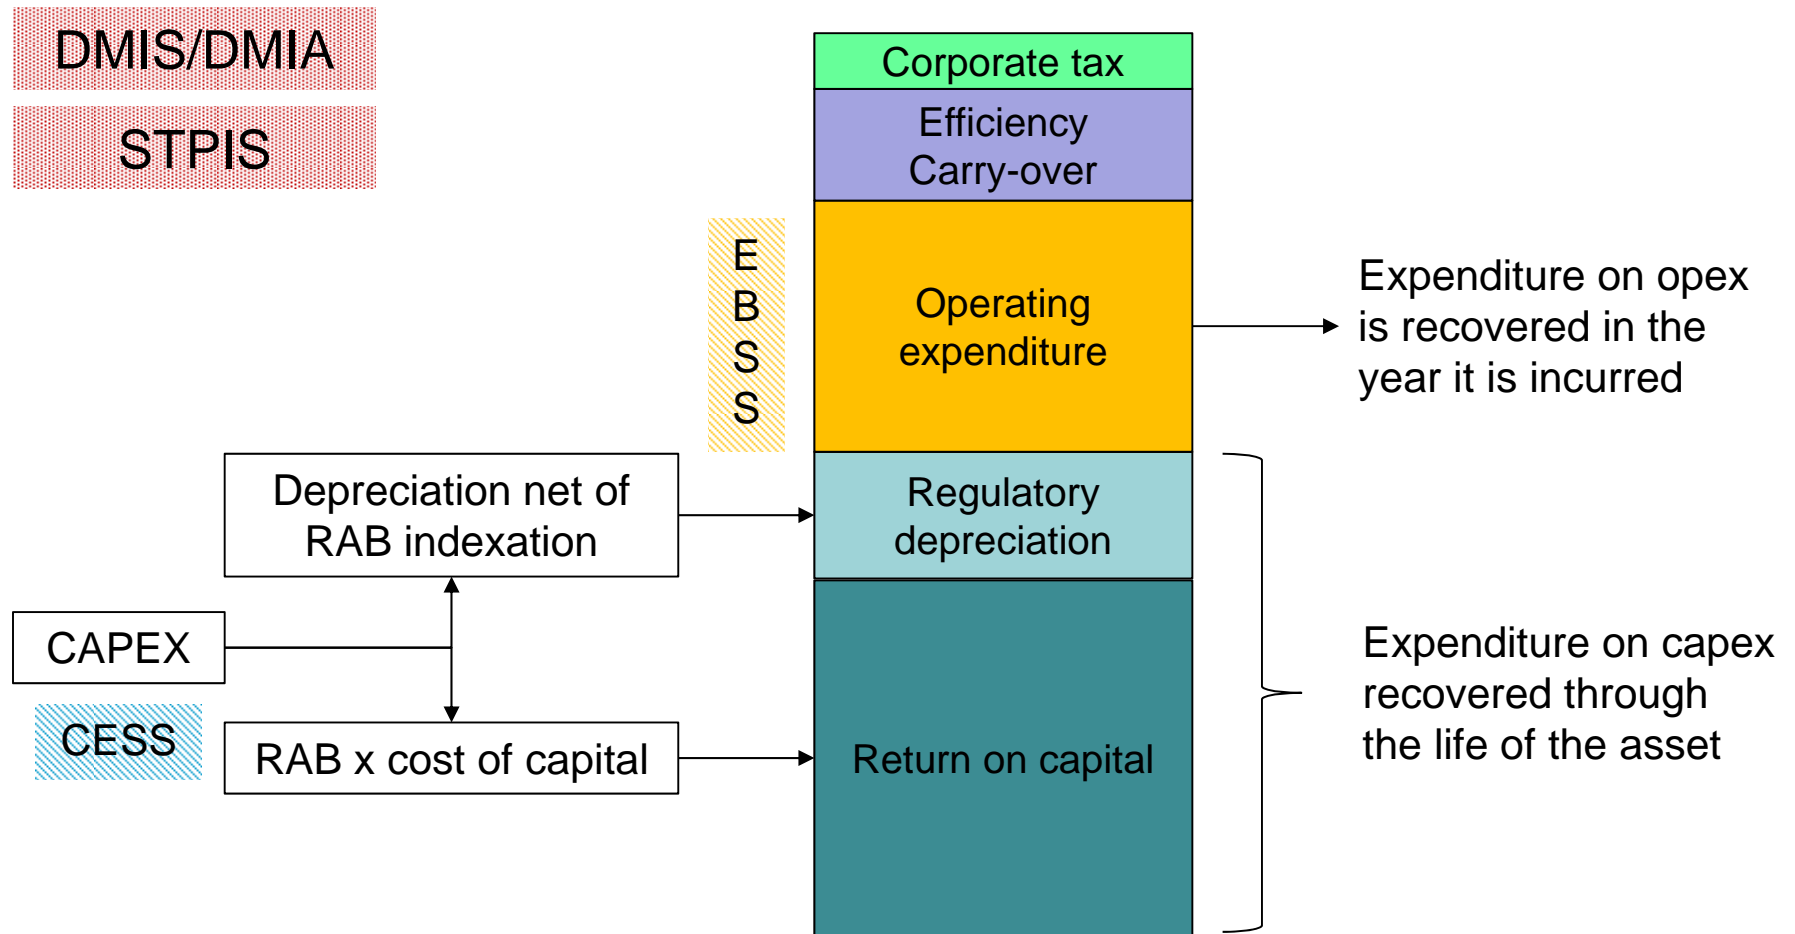 DMIS/DMIA
STPIS
Corporate tax
Efficiency
Carry-over
E
B
S
S
Operating
expenditure
Expenditure on opex
is recovered in the
year it is incurred
Depreciation net of
RAB indexation
Regulatory
depreciation
CAPEX
CESS
RAB x cost of capital
Return on capital
Expenditure on capex
recovered through
the life of the asset